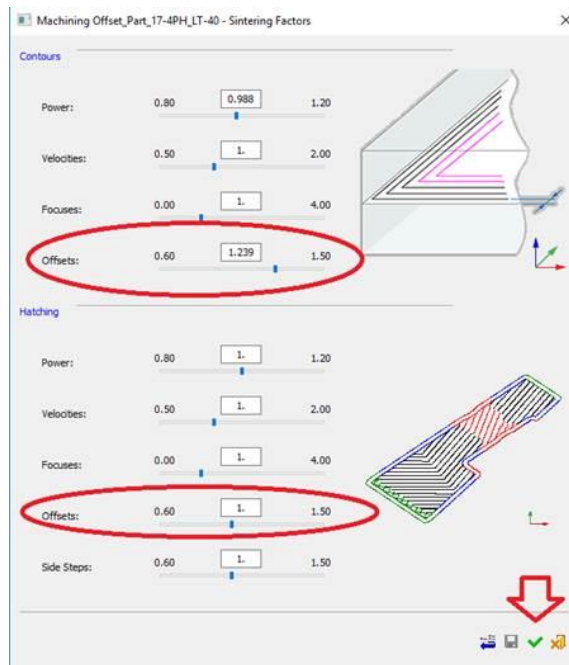 Machining Offset_Part_17-4PH_LT-40 - Sintering Factors
Contours
Power: 0.80 0.988 1.20
Velocities: 0.50 1. 2.00
Focuses: 0.00 1. 4.00
Offsets: 0.60 1.239 1.50
Hatching
Power: 0.80 1. 1.20
Velocities: 0.50 1. 2.00
Focuses: 0.00 1. 4.00
Offsets: 0.60 1. 1.50
Side Steps: 0.60 1. 1.50